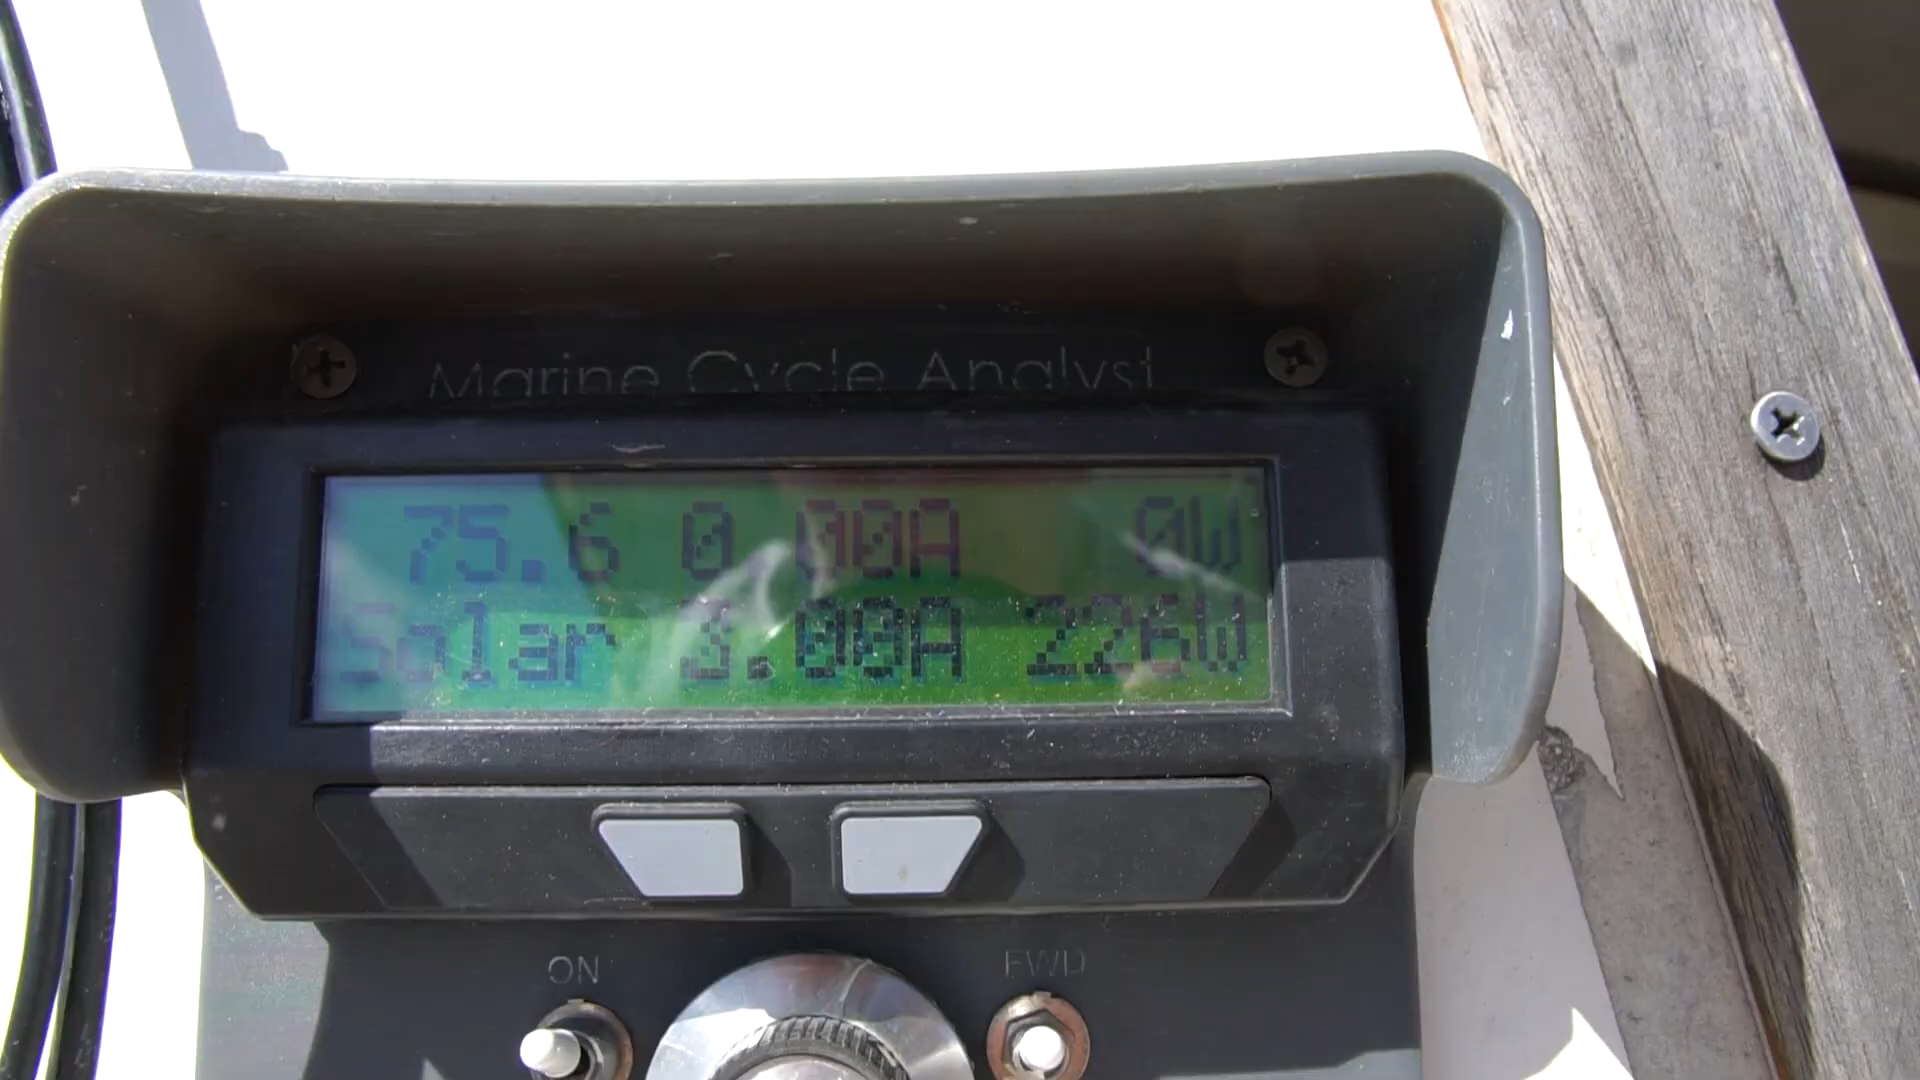 Marine Cycle Analyst
75.6 0.00A 0W
Solar 3.00A 226W
ON
FWD